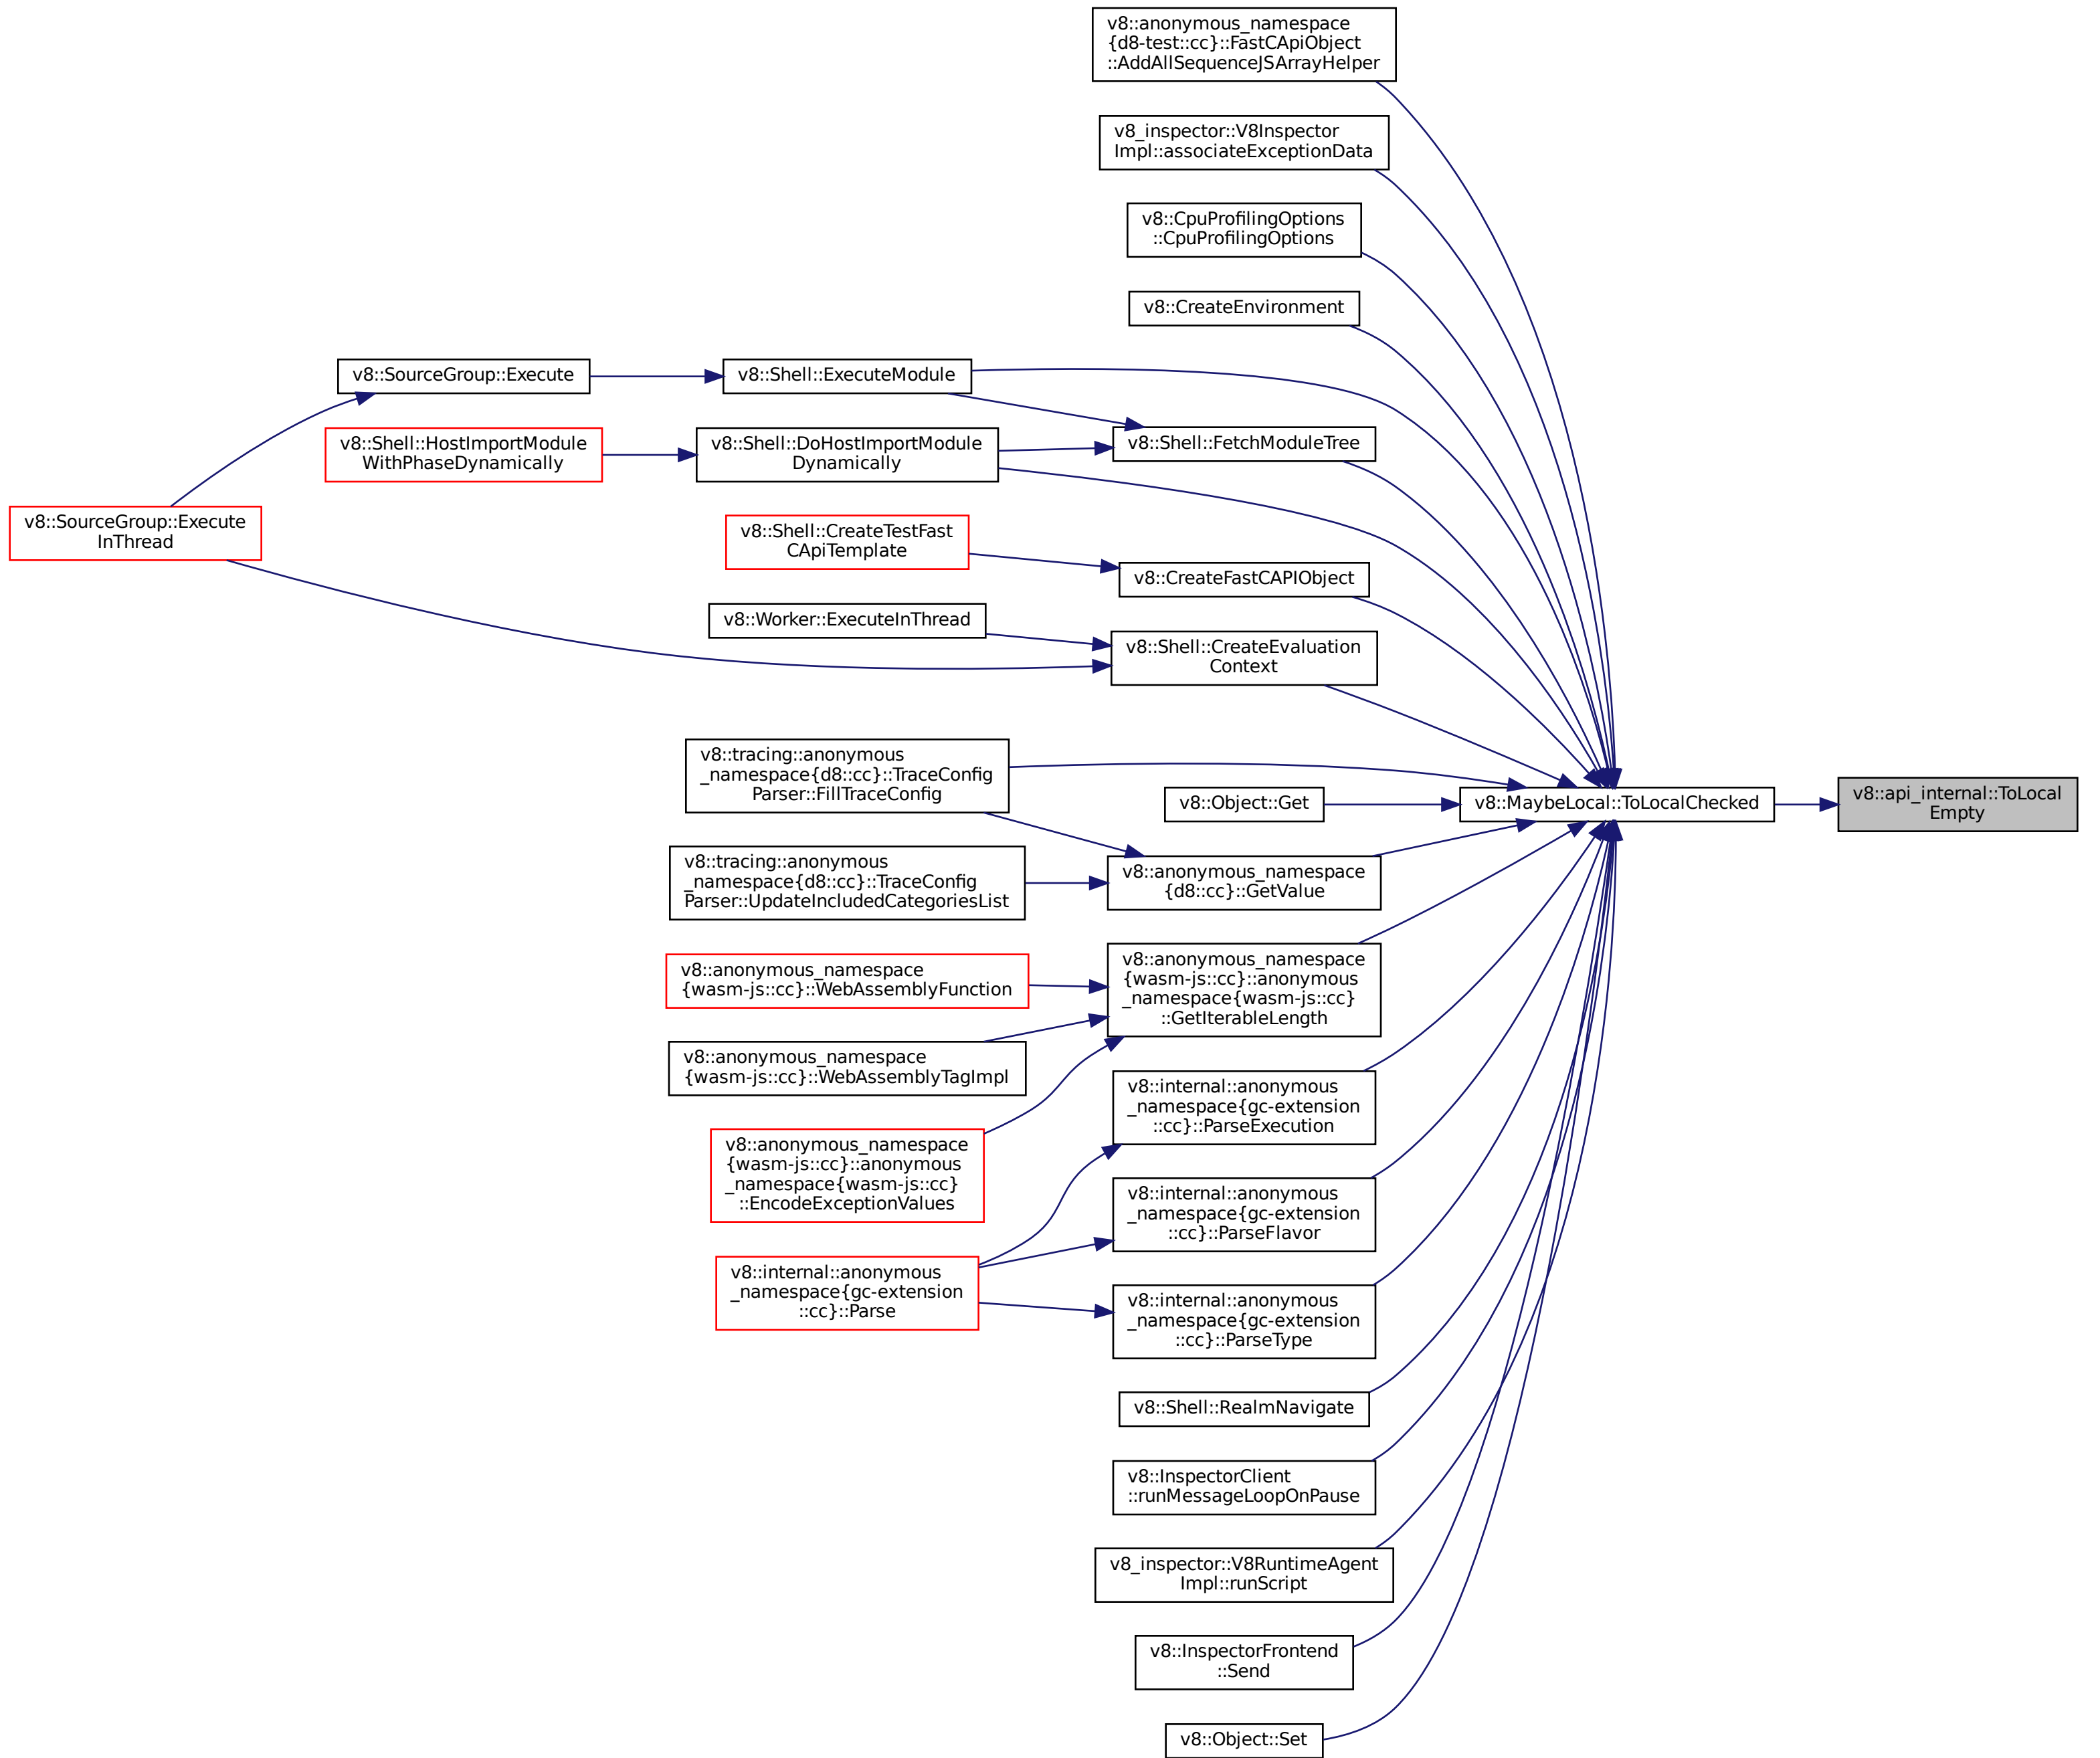 v8::anonymous_namespace
{d8-test::cc}::FastCApiObject
::AddAllSequenceJSArrayHelper
v8_inspector::V8Inspector
Impl::associateExceptionData
v8::CpuProfilingOptions
::CpuProfilingOptions
v8::CreateEnvironment
v8::SourceGroup::Execute
v8::Shell::ExecuteModule
v8::Shell::HostImportModule
WithPhaseDynamically
v8::Shell::DoHostImportModule
Dynamically
v8::Shell::FetchModuleTree
v8::SourceGroup::Execute
InThread
v8::Shell::CreateTestFast
CApiTemplate
v8::CreateFastCAPIObject
v8::Worker::ExecuteInThread
v8::Shell::CreateEvaluation
Context
v8::tracing::anonymous
_namespace{d8::cc}::TraceConfig
Parser::FillTraceConfig
v8::Object::Get
v8::MaybeLocal::ToLocalChecked
v8::api_internal::ToLocal
Empty
v8::tracing::anonymous
_namespace{d8::cc}::TraceConfig
Parser::UpdateIncludedCategoriesList
v8::anonymous_namespace
{d8::cc}::GetValue
v8::anonymous_namespace
{wasm-js::cc}::WebAssemblyFunction
v8::anonymous_namespace
{wasm-js::cc}::anonymous
_namespace{wasm-js::cc}
::GetIterableLength
v8::anonymous_namespace
{wasm-js::cc}::WebAssemblyTagImpl
v8::internal::anonymous
_namespace{gc-extension
::cc}::ParseExecution
v8::anonymous_namespace
{wasm-js::cc}::anonymous
_namespace{wasm-js::cc}
::EncodeExceptionValues
v8::internal::anonymous
_namespace{gc-extension
::cc}::ParseFlavor
v8::internal::anonymous
_namespace{gc-extension
::cc}::Parse
v8::internal::anonymous
_namespace{gc-extension
::cc}::ParseType
v8::Shell::RealmNavigate
v8::InspectorClient
::runMessageLoopOnPause
v8_inspector::V8RuntimeAgent
Impl::runScript
v8::InspectorFrontend
::Send
v8::Object::Set